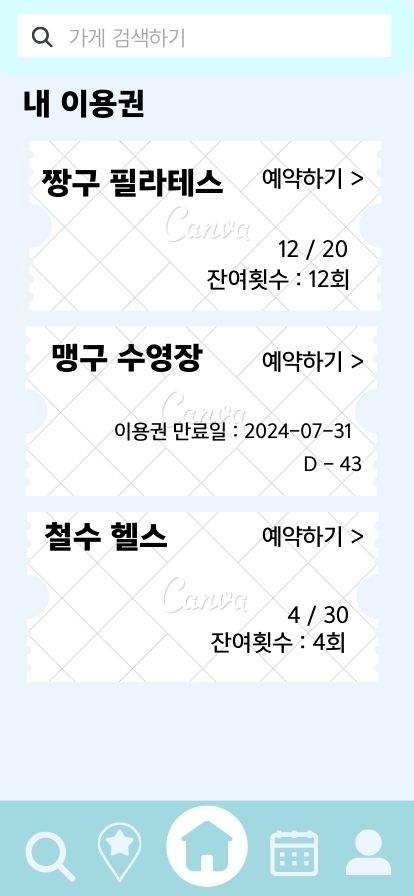 가게 검색하기
내 이용권
짱구 필라테스
예약하기 >
Canva
12 / 20
잔여횟수 : 12회
맹구 수영장
예약하기 >
Canva
이용권 만료일 : 2024-07-31
D - 43
철수 헬스
예약하기 >
Canva
4 / 30
잔여횟수 : 4회